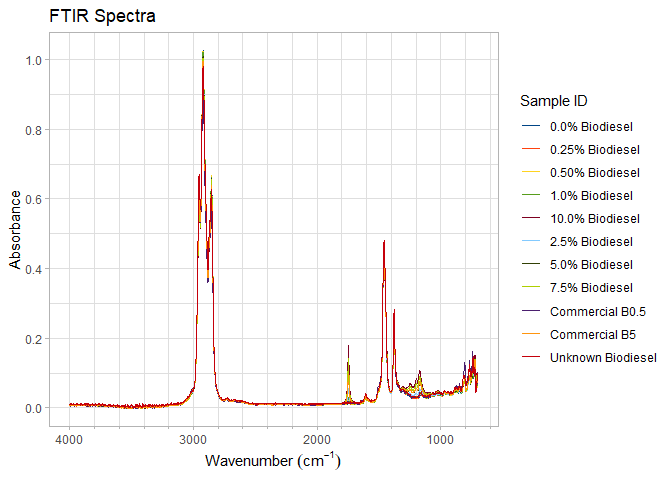 FTIR Spectra
1.0
0.8
0.6
0.4
0.2
0.0
Absorbance
4000
3000
2000
1000
Wavenumber (cm⁻¹)
Sample ID
0.0% Biodiesel
0.25% Biodiesel
0.50% Biodiesel
1.0% Biodiesel
10.0% Biodiesel
2.5% Biodiesel
5.0% Biodiesel
7.5% Biodiesel
Commercial B0.5
Commercial B5
Unknown Biodiesel